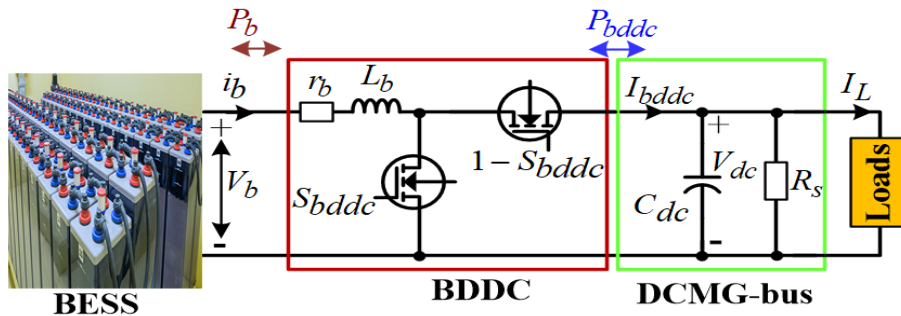 P_b
P_bddc
i_b
r_b
L_b
I_bddc
I_L
+
V_b
-
S_bddc
1 - S_bddc
+
V_dc
C_dc
-
R_s
Loads
BESS
BDDC
DCMG-bus